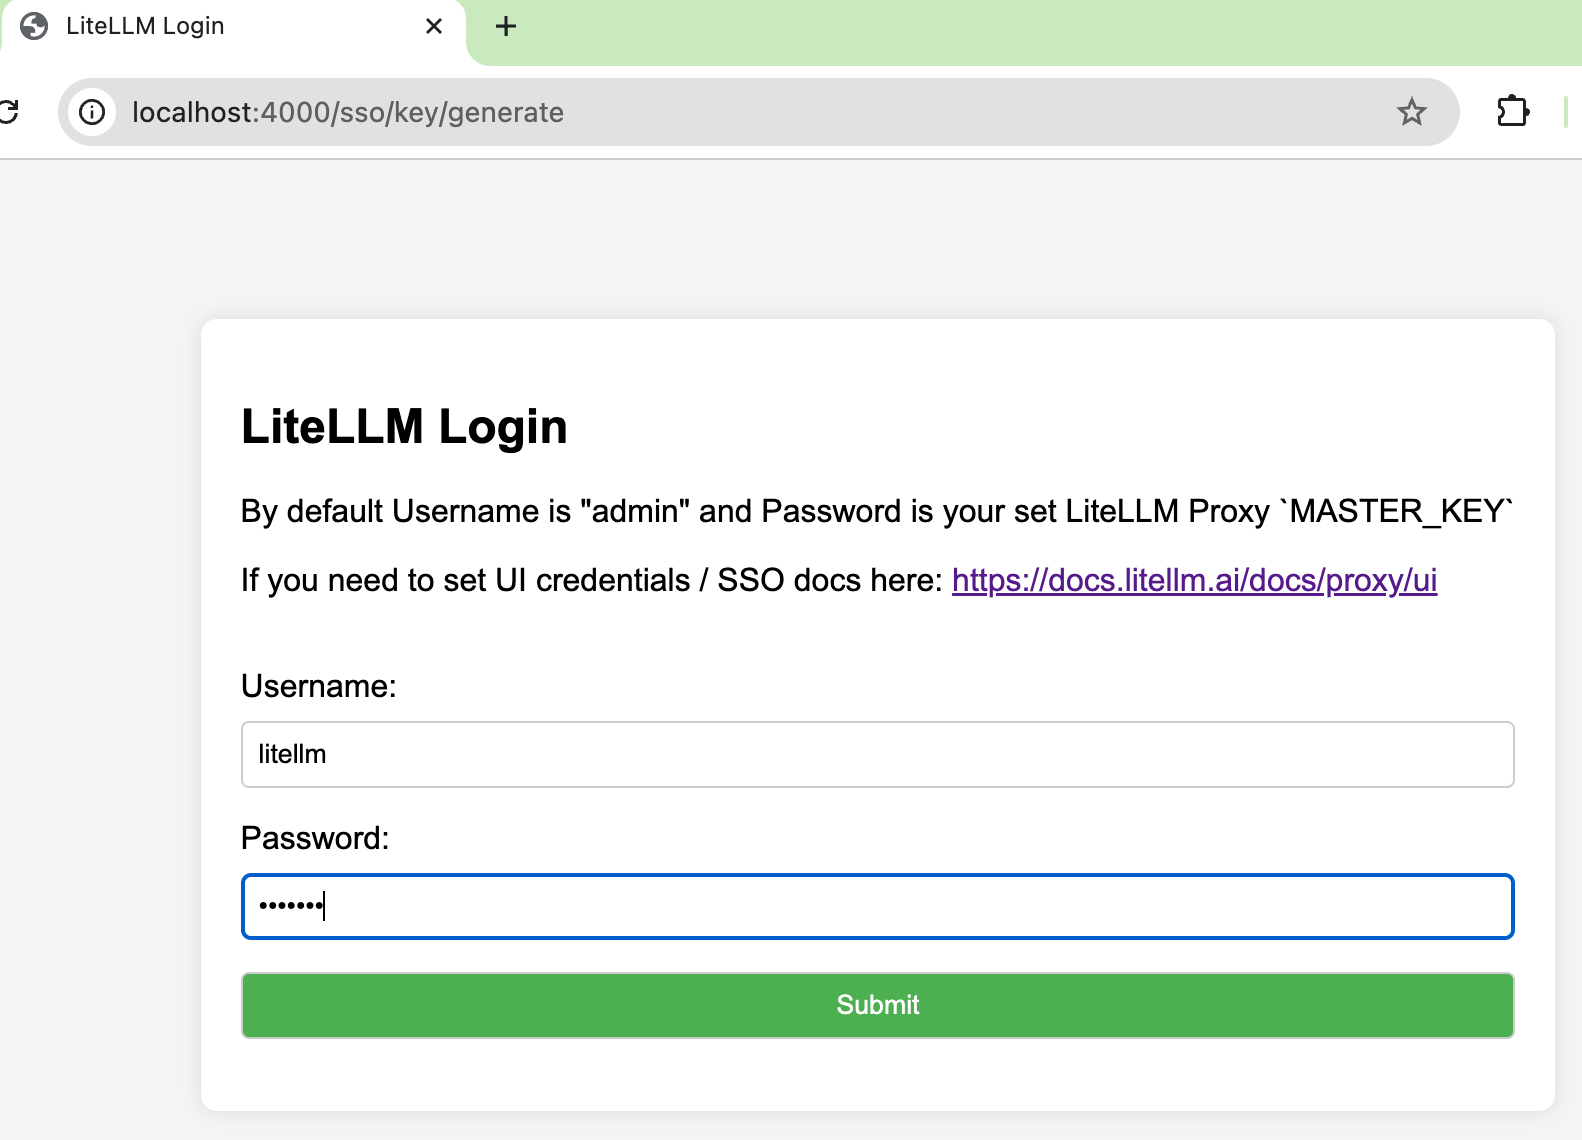 LiteLLM Login
localhost:4000/sso/key/generate
LiteLLM Login
By default Username is "admin" and Password is your set LiteLLM Proxy `MASTER_KEY`
If you need to set UI credentials / SSO docs here: https://docs.litellm.ai/docs/proxy/ui
Username:
litellm
Password:
•••••••
Submit